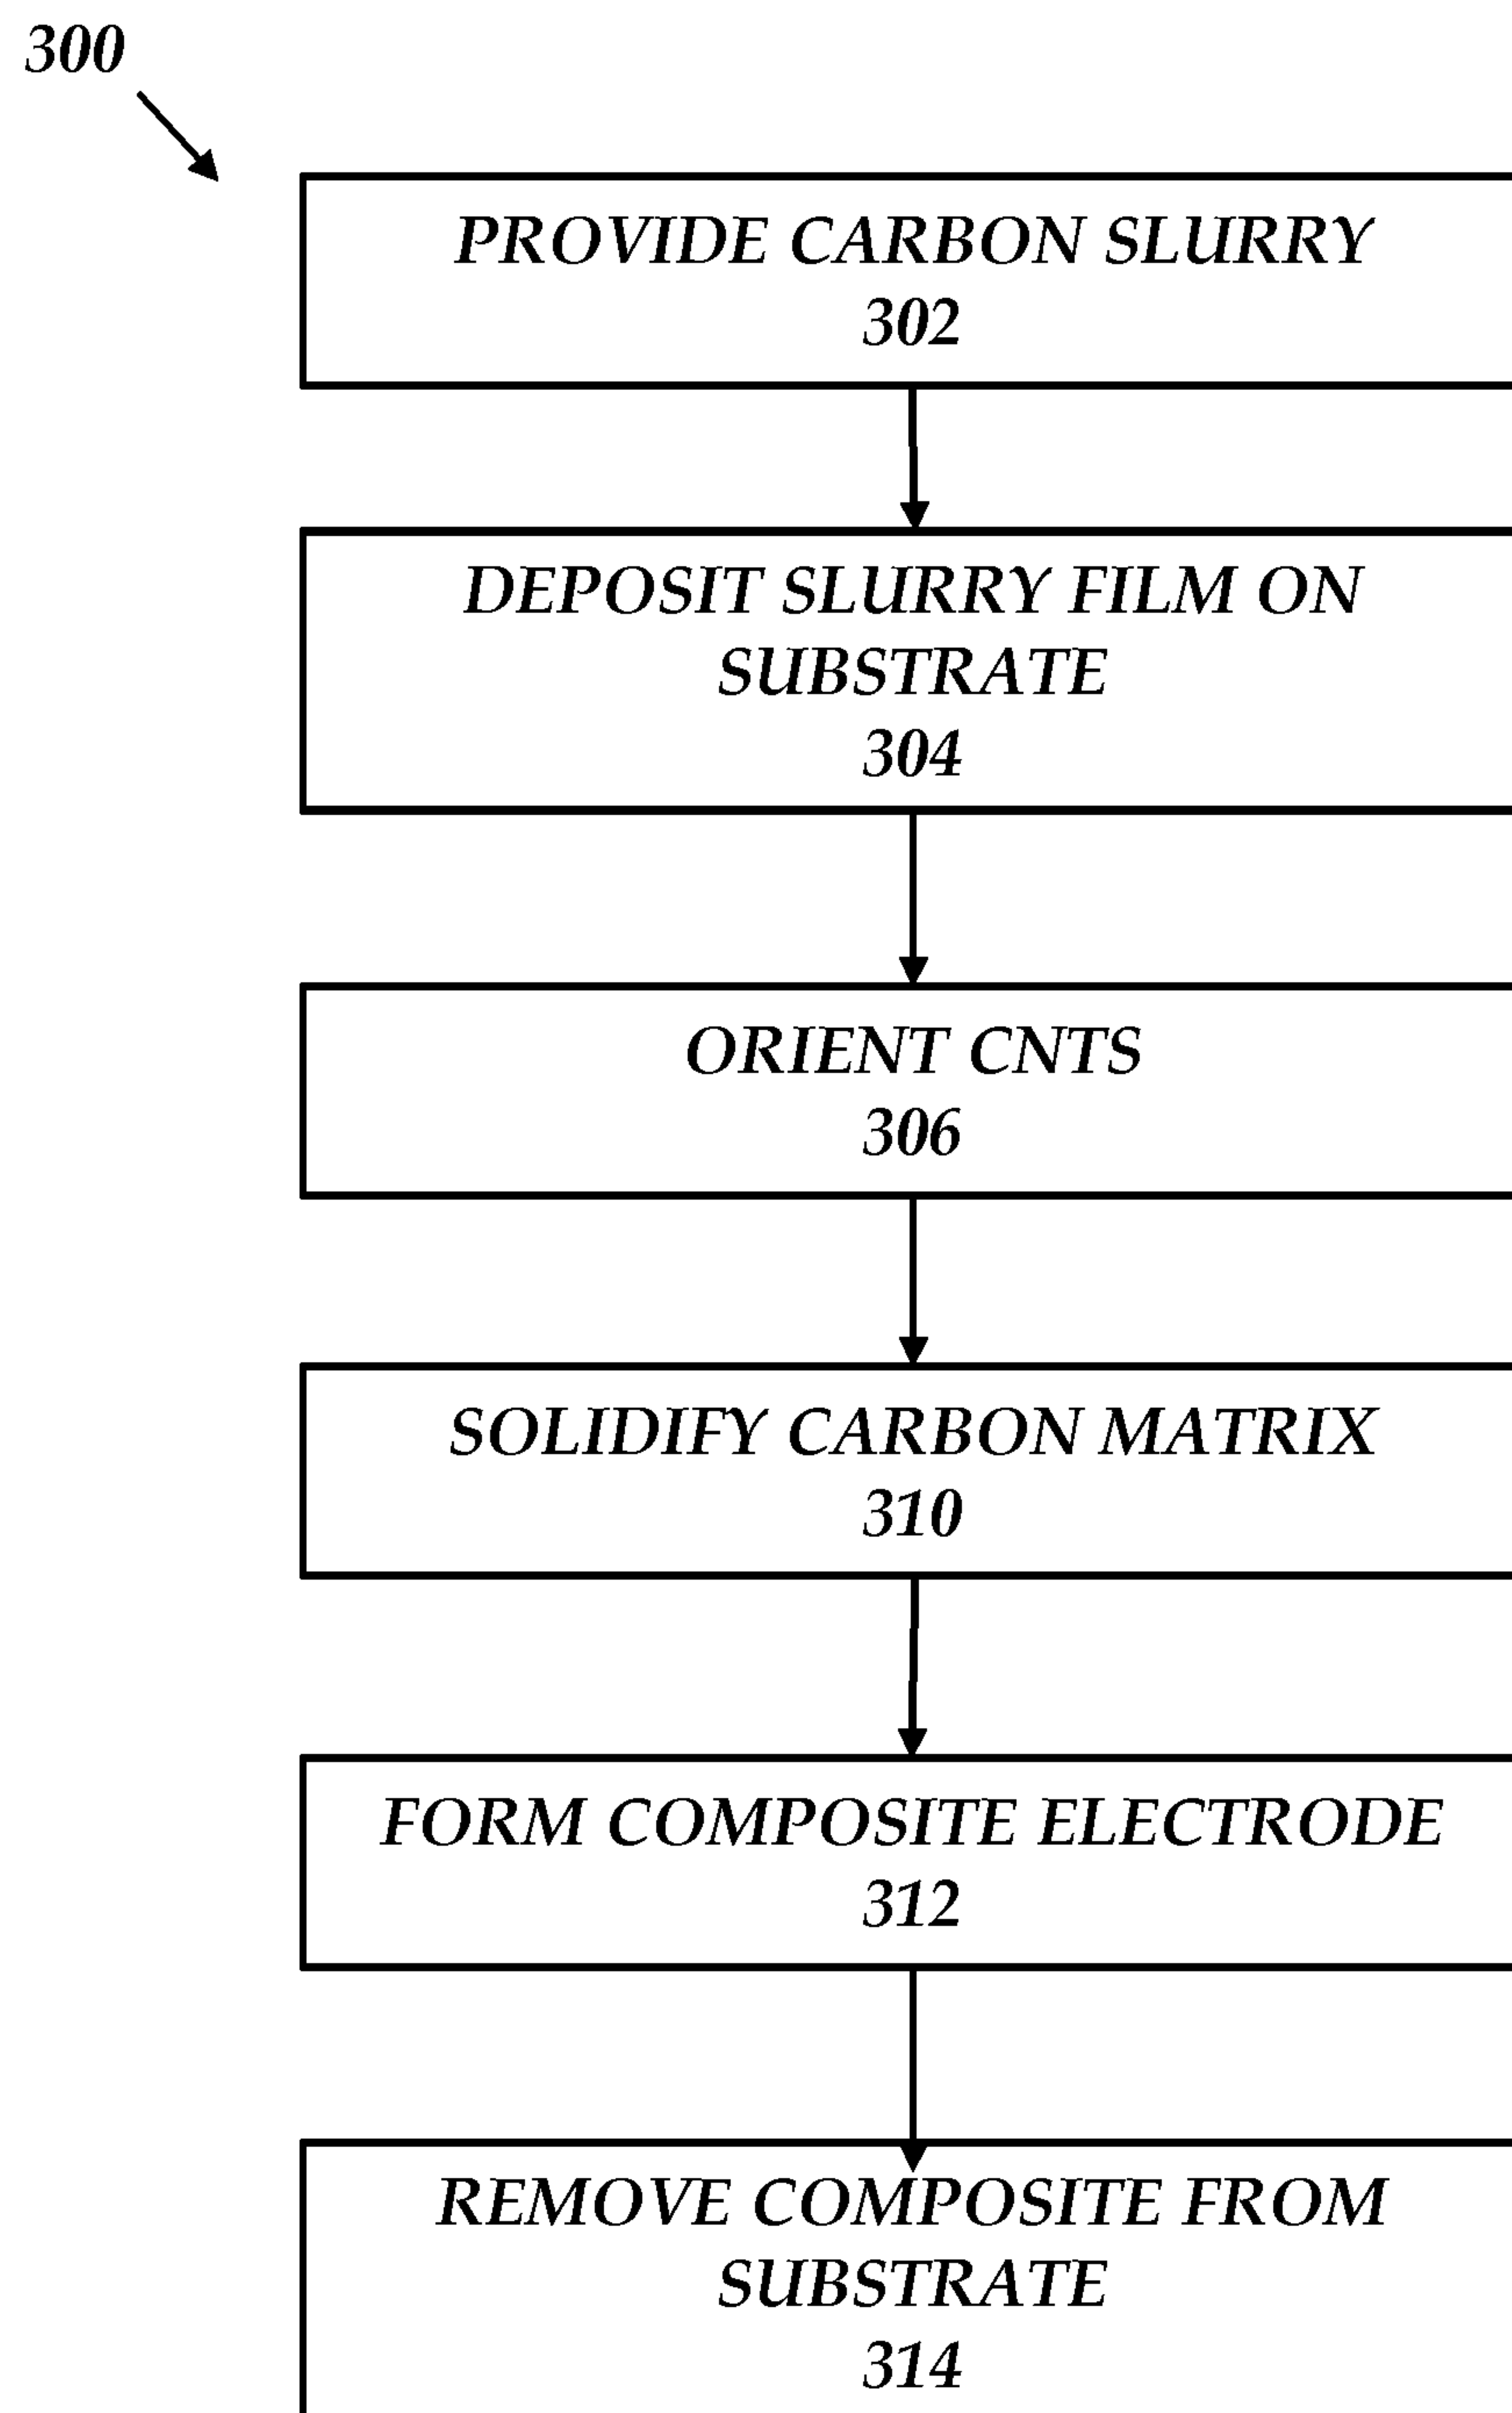 300
PROVIDE CARBON SLURRY
302
DEPOSIT SLURRY FILM ON
SUBSTRATE
304
ORIENT CNTS
306
SOLIDIFY CARBON MATRIX
310
FORM COMPOSITE ELECTRODE
312
REMOVE COMPOSITE FROM
SUBSTRATE
314